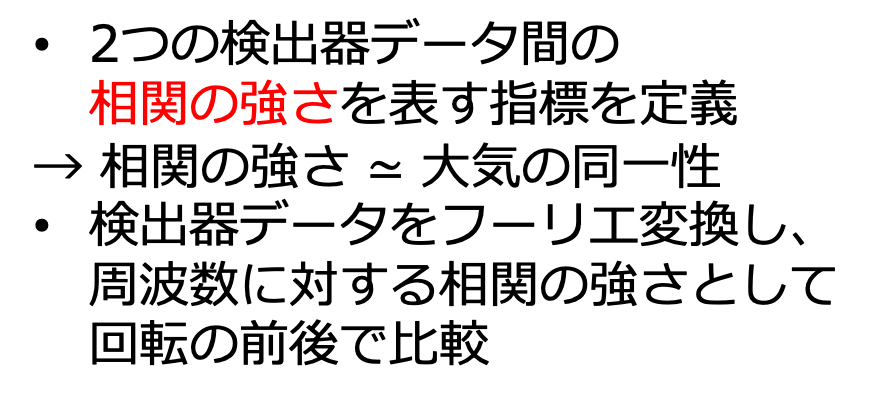 • 2つの検出器データ間の
相関の強さを表す指標を定義
→ 相関の強さ ≃ 大気の同一性
• 検出器データをフーリエ変換し、
周波数に対する相関の強さとして
回転の前後で比較